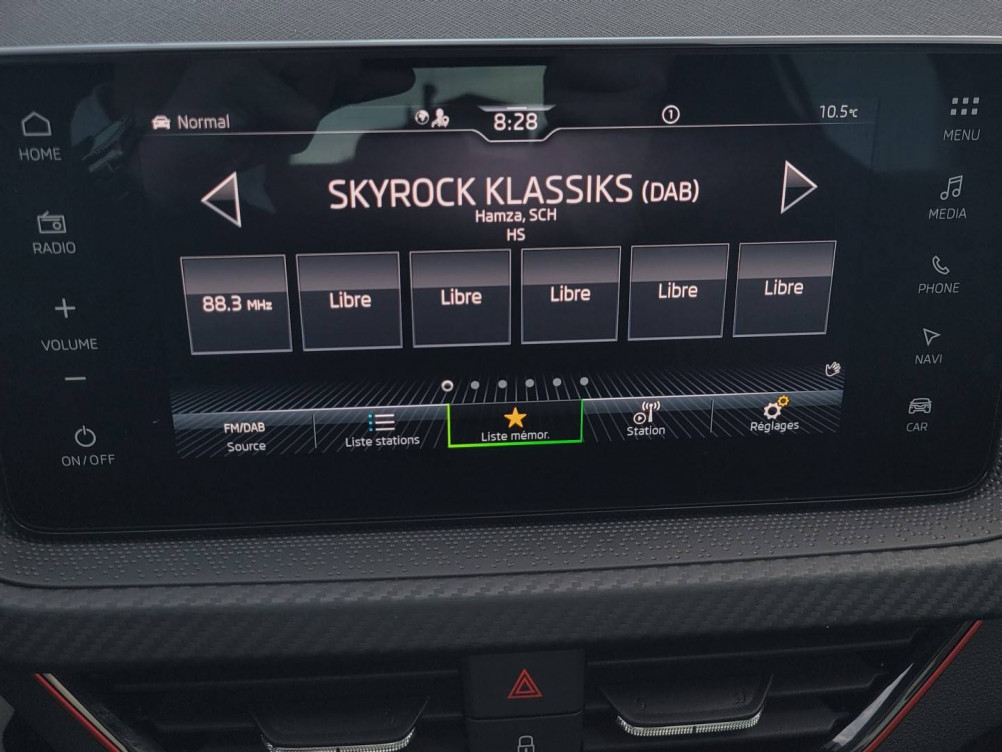 Normal
8:28
1
10.5°C
HOME
MENU
SKYROCK KLASSIKS (DAB)
Hamza, SCH
HS
RADIO
MEDIA
88.3 MHz
Libre
Libre
Libre
Libre
Libre
VOLUME
PHONE
NAVI
FM/DAB
Source
Liste stations
Liste mémor.
Station
Réglages
CAR
ON/OFF